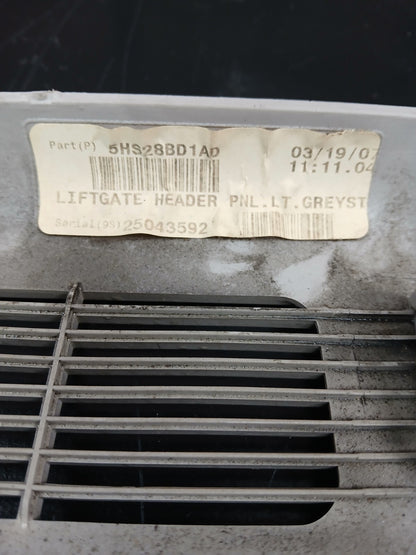 Part(P) 5HS28BD1AD 03/19/07
11:11.04
LIFTGATE HEADER PNL.LT.GREYST
Serial(9S) 25043592